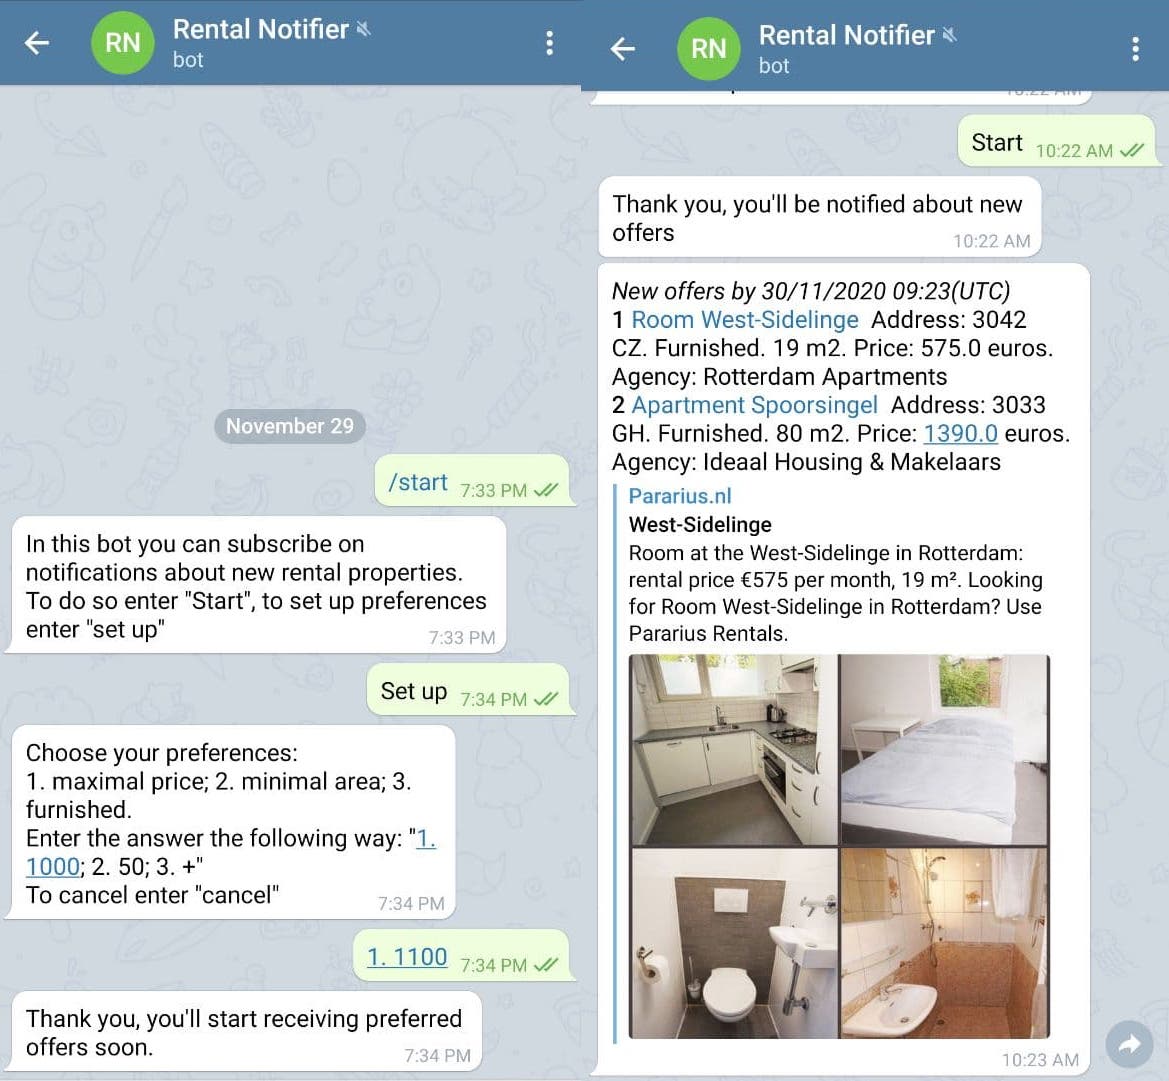 RN
Rental Notifier
bot
November 29
/start 7:33 PM
In this bot you can subscribe on
notifications about new rental properties.
To do so enter "Start", to set up preferences
enter "set up"
7:33 PM
Set up 7:34 PM
Choose your preferences:
1. maximal price; 2. minimal area; 3.
furnished.
Enter the answer the following way: "1.
1000; 2. 50; 3. +"
To cancel enter "cancel"
7:34 PM
1. 1100 7:34 PM
Thank you, you'll start receiving preferred
offers soon.
7:34 PM
RN
Rental Notifier
bot
10:22 AM
Start 10:22 AM
Thank you, you'll be notified about new
offers
10:22 AM
New offers by 30/11/2020 09:23(UTC)
1 Room West-Sidelinge Address: 3042
CZ. Furnished. 19 m2. Price: 575.0 euros.
Agency: Rotterdam Apartments
2 Apartment Spoorsingel Address: 3033
GH. Furnished. 80 m2. Price: 1390.0 euros.
Agency: Ideaal Housing & Makelaars
Pararius.nl
West-Sidelinge
Room at the West-Sidelinge in Rotterdam:
rental price €575 per month, 19 m². Looking
for Room West-Sidelinge in Rotterdam? Use
Pararius Rentals.
10:23 AM